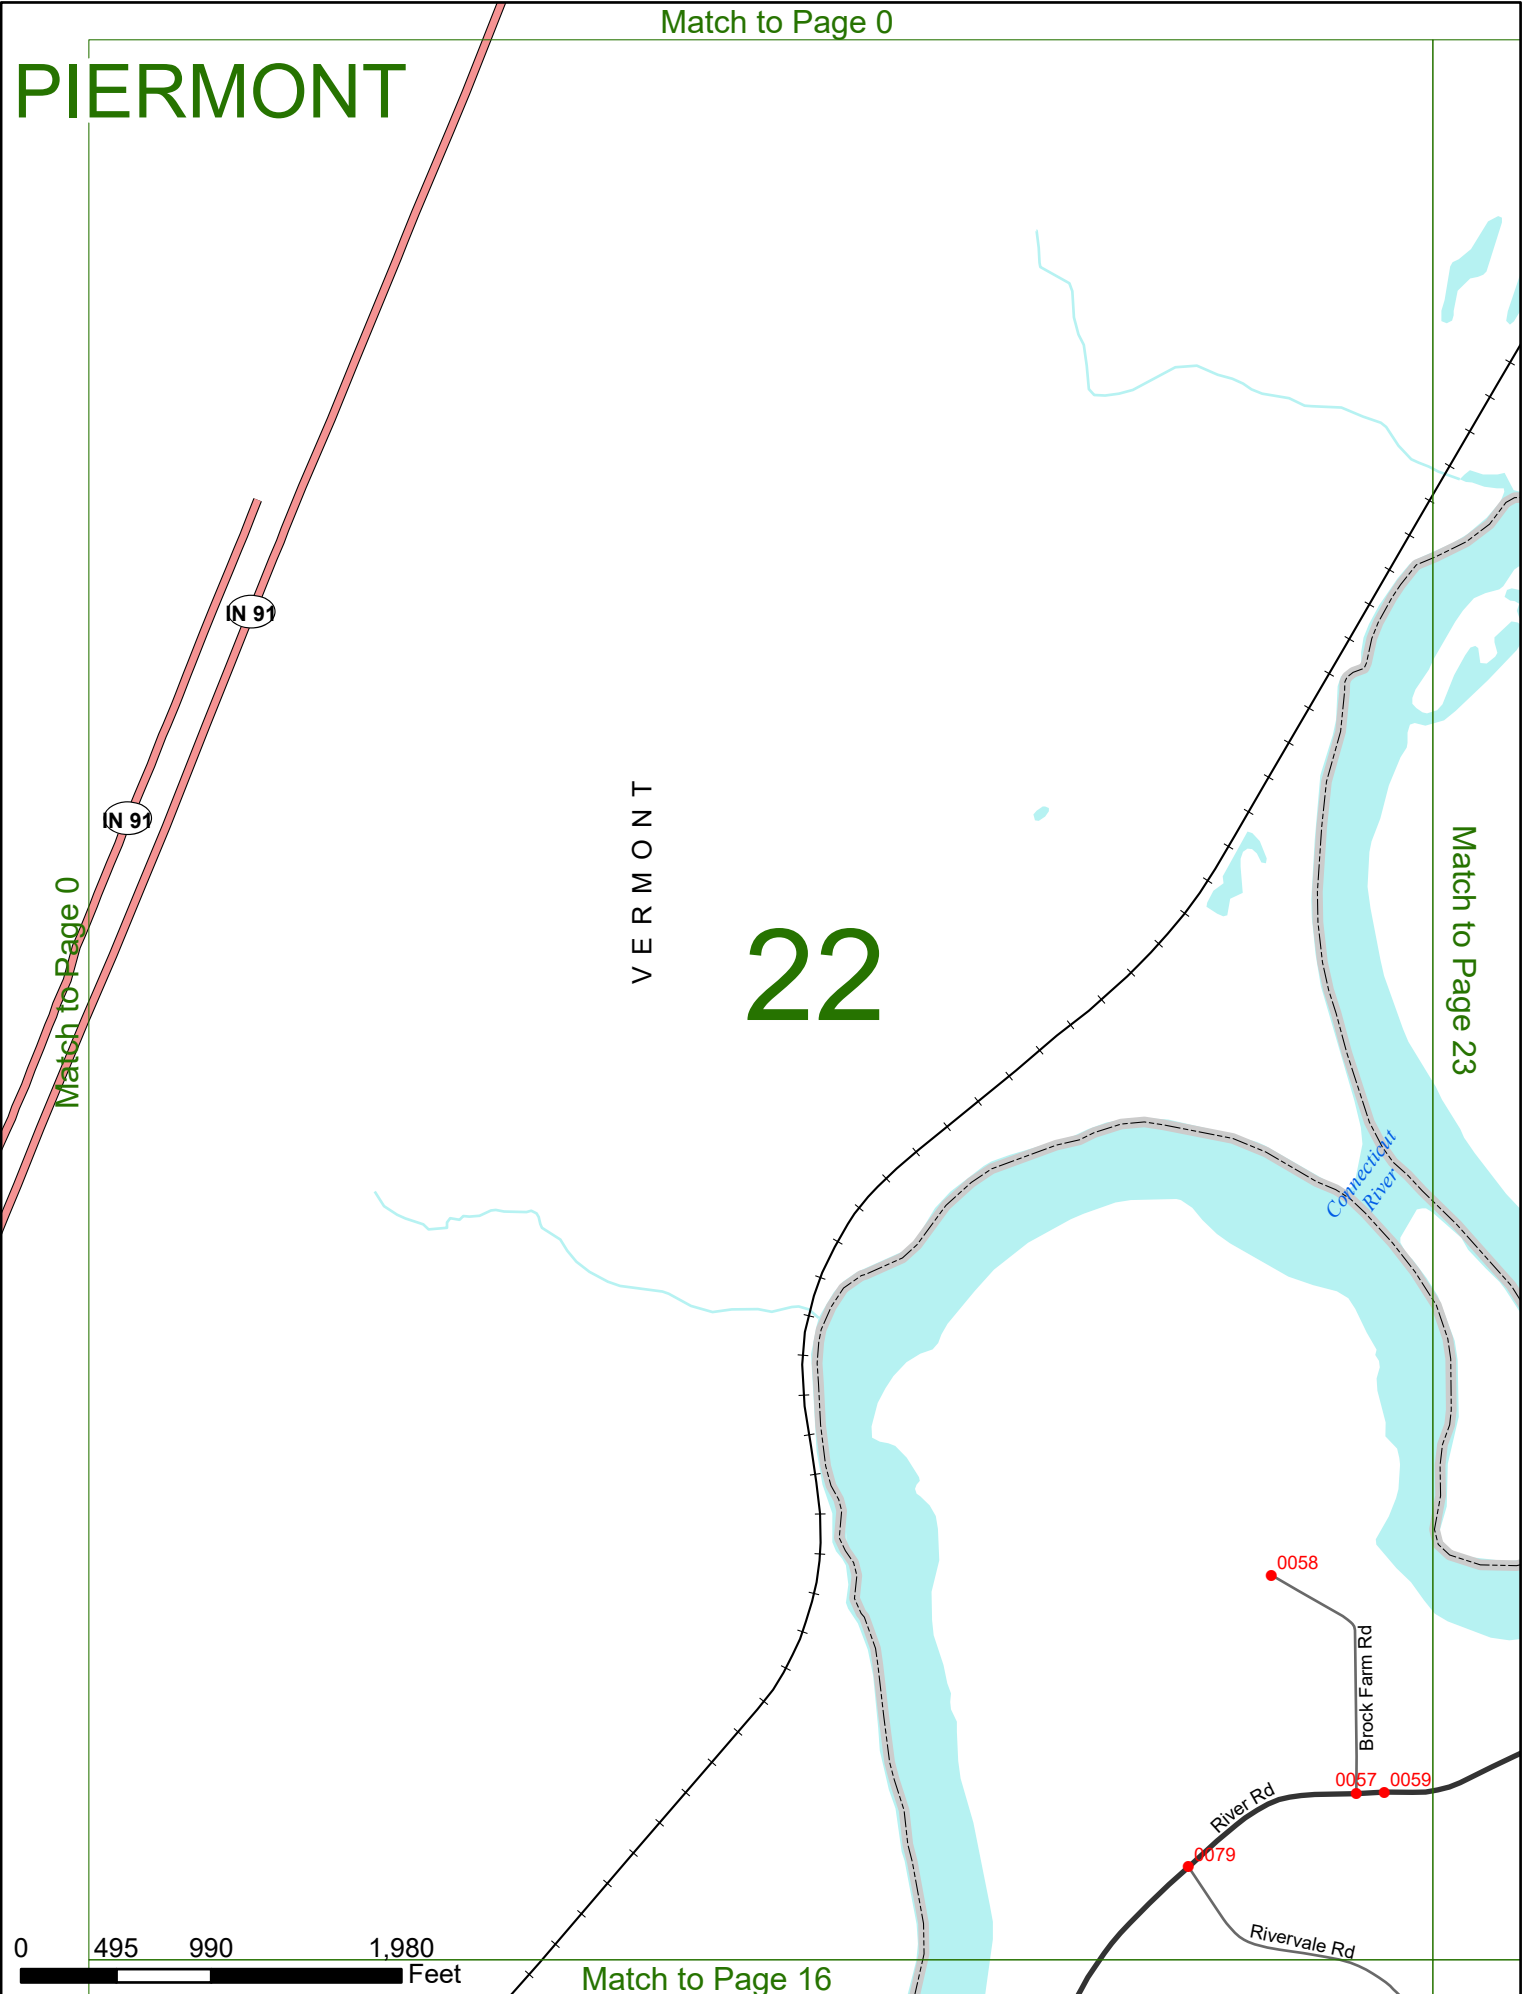 Match to Page 0
PIERMONT
IN 91
IN 91
VERMONT
Match to Page 0
22
Match to Page 23
Connecticut
River
0058
Brock Farm Rd
0057
0059
River Rd
0079
Rivervale Rd
0 495 990 1,980
Feet
Match to Page 16